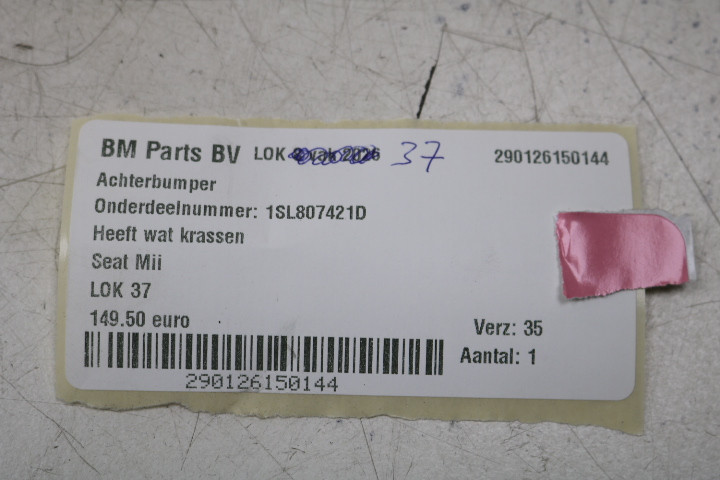 BM Parts BV LOK 37 290126150144
Achterbumper
Onderdeelnummer: 1SL807421D
Heeft wat krassen
Seat Mii
LOK 37
149.50 euro Verz: 35
Aantal: 1
290126150144